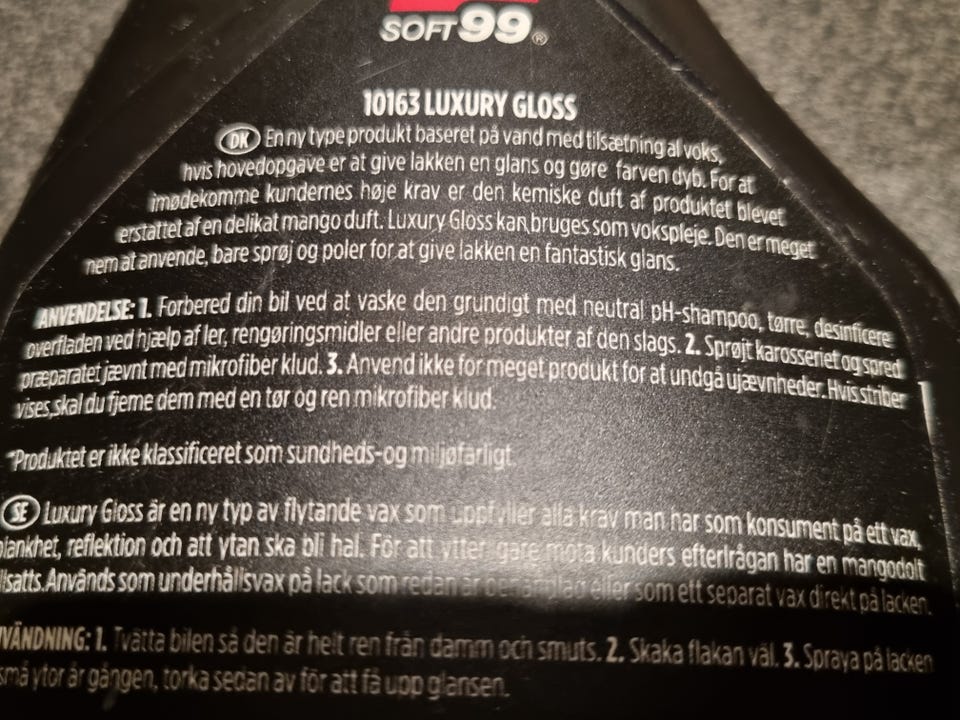 SOFT99®
10163 LUXURY GLOSS
DK En ny type produkt baseret på vand med tilsætning al voks,
hvis hovedopgave er at give lakken en glans og gøre farven dyb. For at
imødekomme kundernes høje krav er den kemiske duft af produktet blevet
erstattet af en delikat mango duft. Luxury Gloss kan bruges som vokspleje. Den er meget
nem at anvende, bare sprøj og poler for at give lakken en fantastisk glans.
ANVENDELSE: 1. Forbered din bil ved at vaske den grundigt med neutral pH-shampoo, tørre, desinficere
overfladen ved hjælp af ler, rengøringsmidler eller andre produkter af den slags. 2. Sprøjt karosseriet og spred
præparatet jævnt med mikrofiber klud. 3. Anvend ikke for meget produkt for at undgå ujævnheder. Hvis striber
vises, skal du fjeme dem med en tør og ren mikrofiber klud.
*Produktet er ikke klassificeret som sundheds-og miljøfarligt.
SE Luxury Gloss är en ny typ av flytande vax som uppfyller alla krav man har som konsument på ett vax,
blankhet, reflektion och att ytan ska bli hal. För att ytterligare möta kunders efterfrågan har en mangodoft
llsatts. Används som underhållsvax på lack som redan är behandlad eller som ett separat vax direkt på lacken.
NVÄNDNING: 1. Tvätta bilen så den är helt ren från damm och smuts. 2. Skaka flakan väl. 3. Spraya på lacken
små ytor år gången, torka sedan av för att få upp glansen.